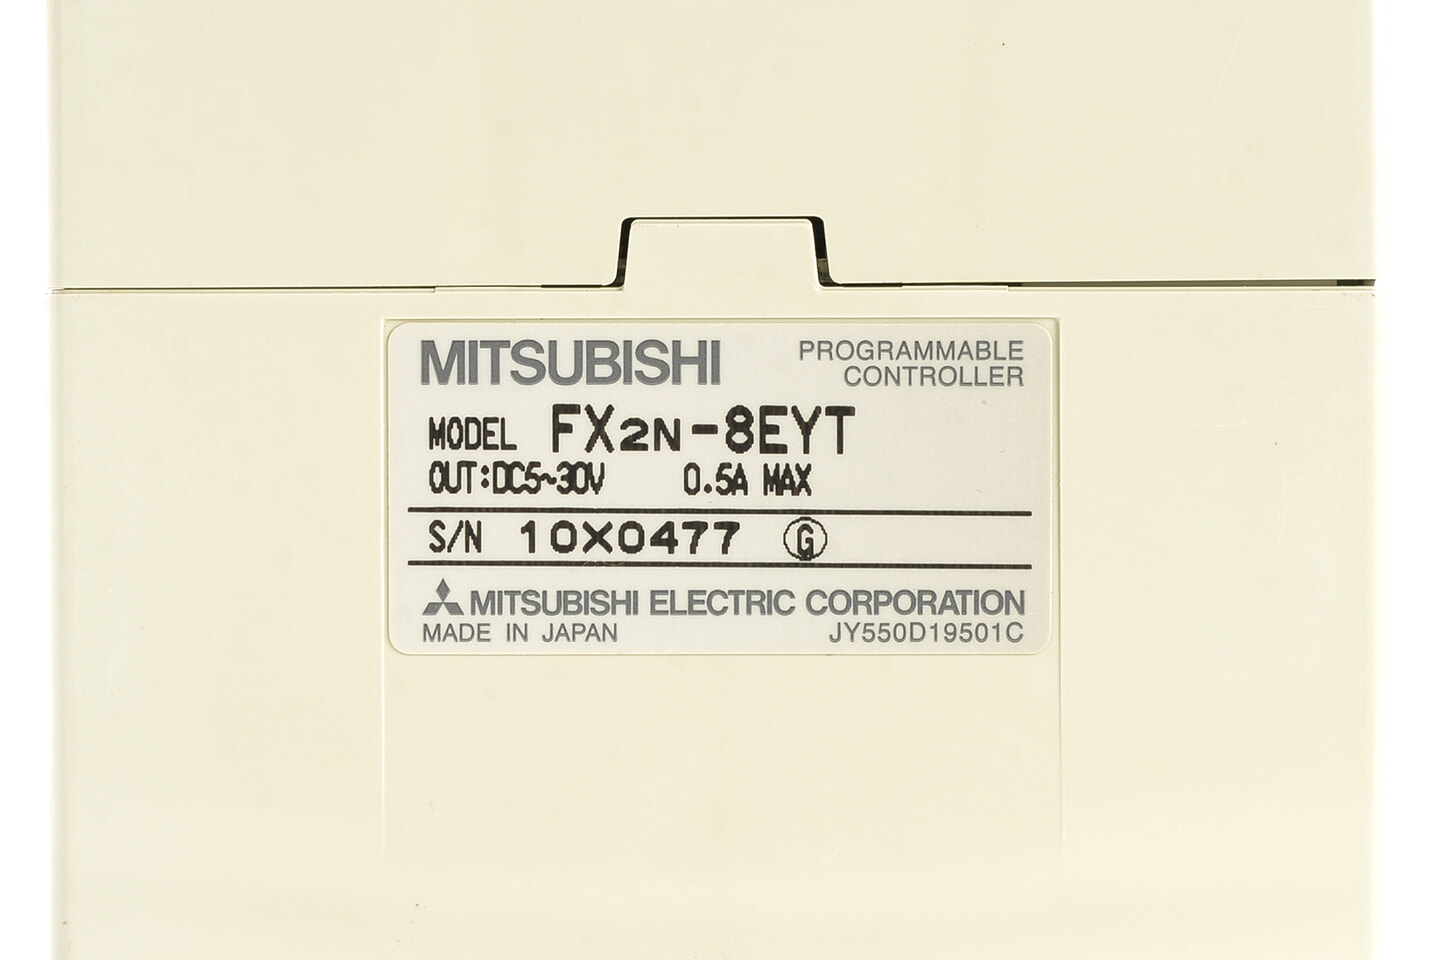 MITSUBISHI PROGRAMMABLE CONTROLLER
MODEL FX2N-8EYT
OUT:DC5~30V 0.5A MAX
S/N 10X0477 G
MITSUBISHI ELECTRIC CORPORATION
MADE IN JAPAN JY550D19501C